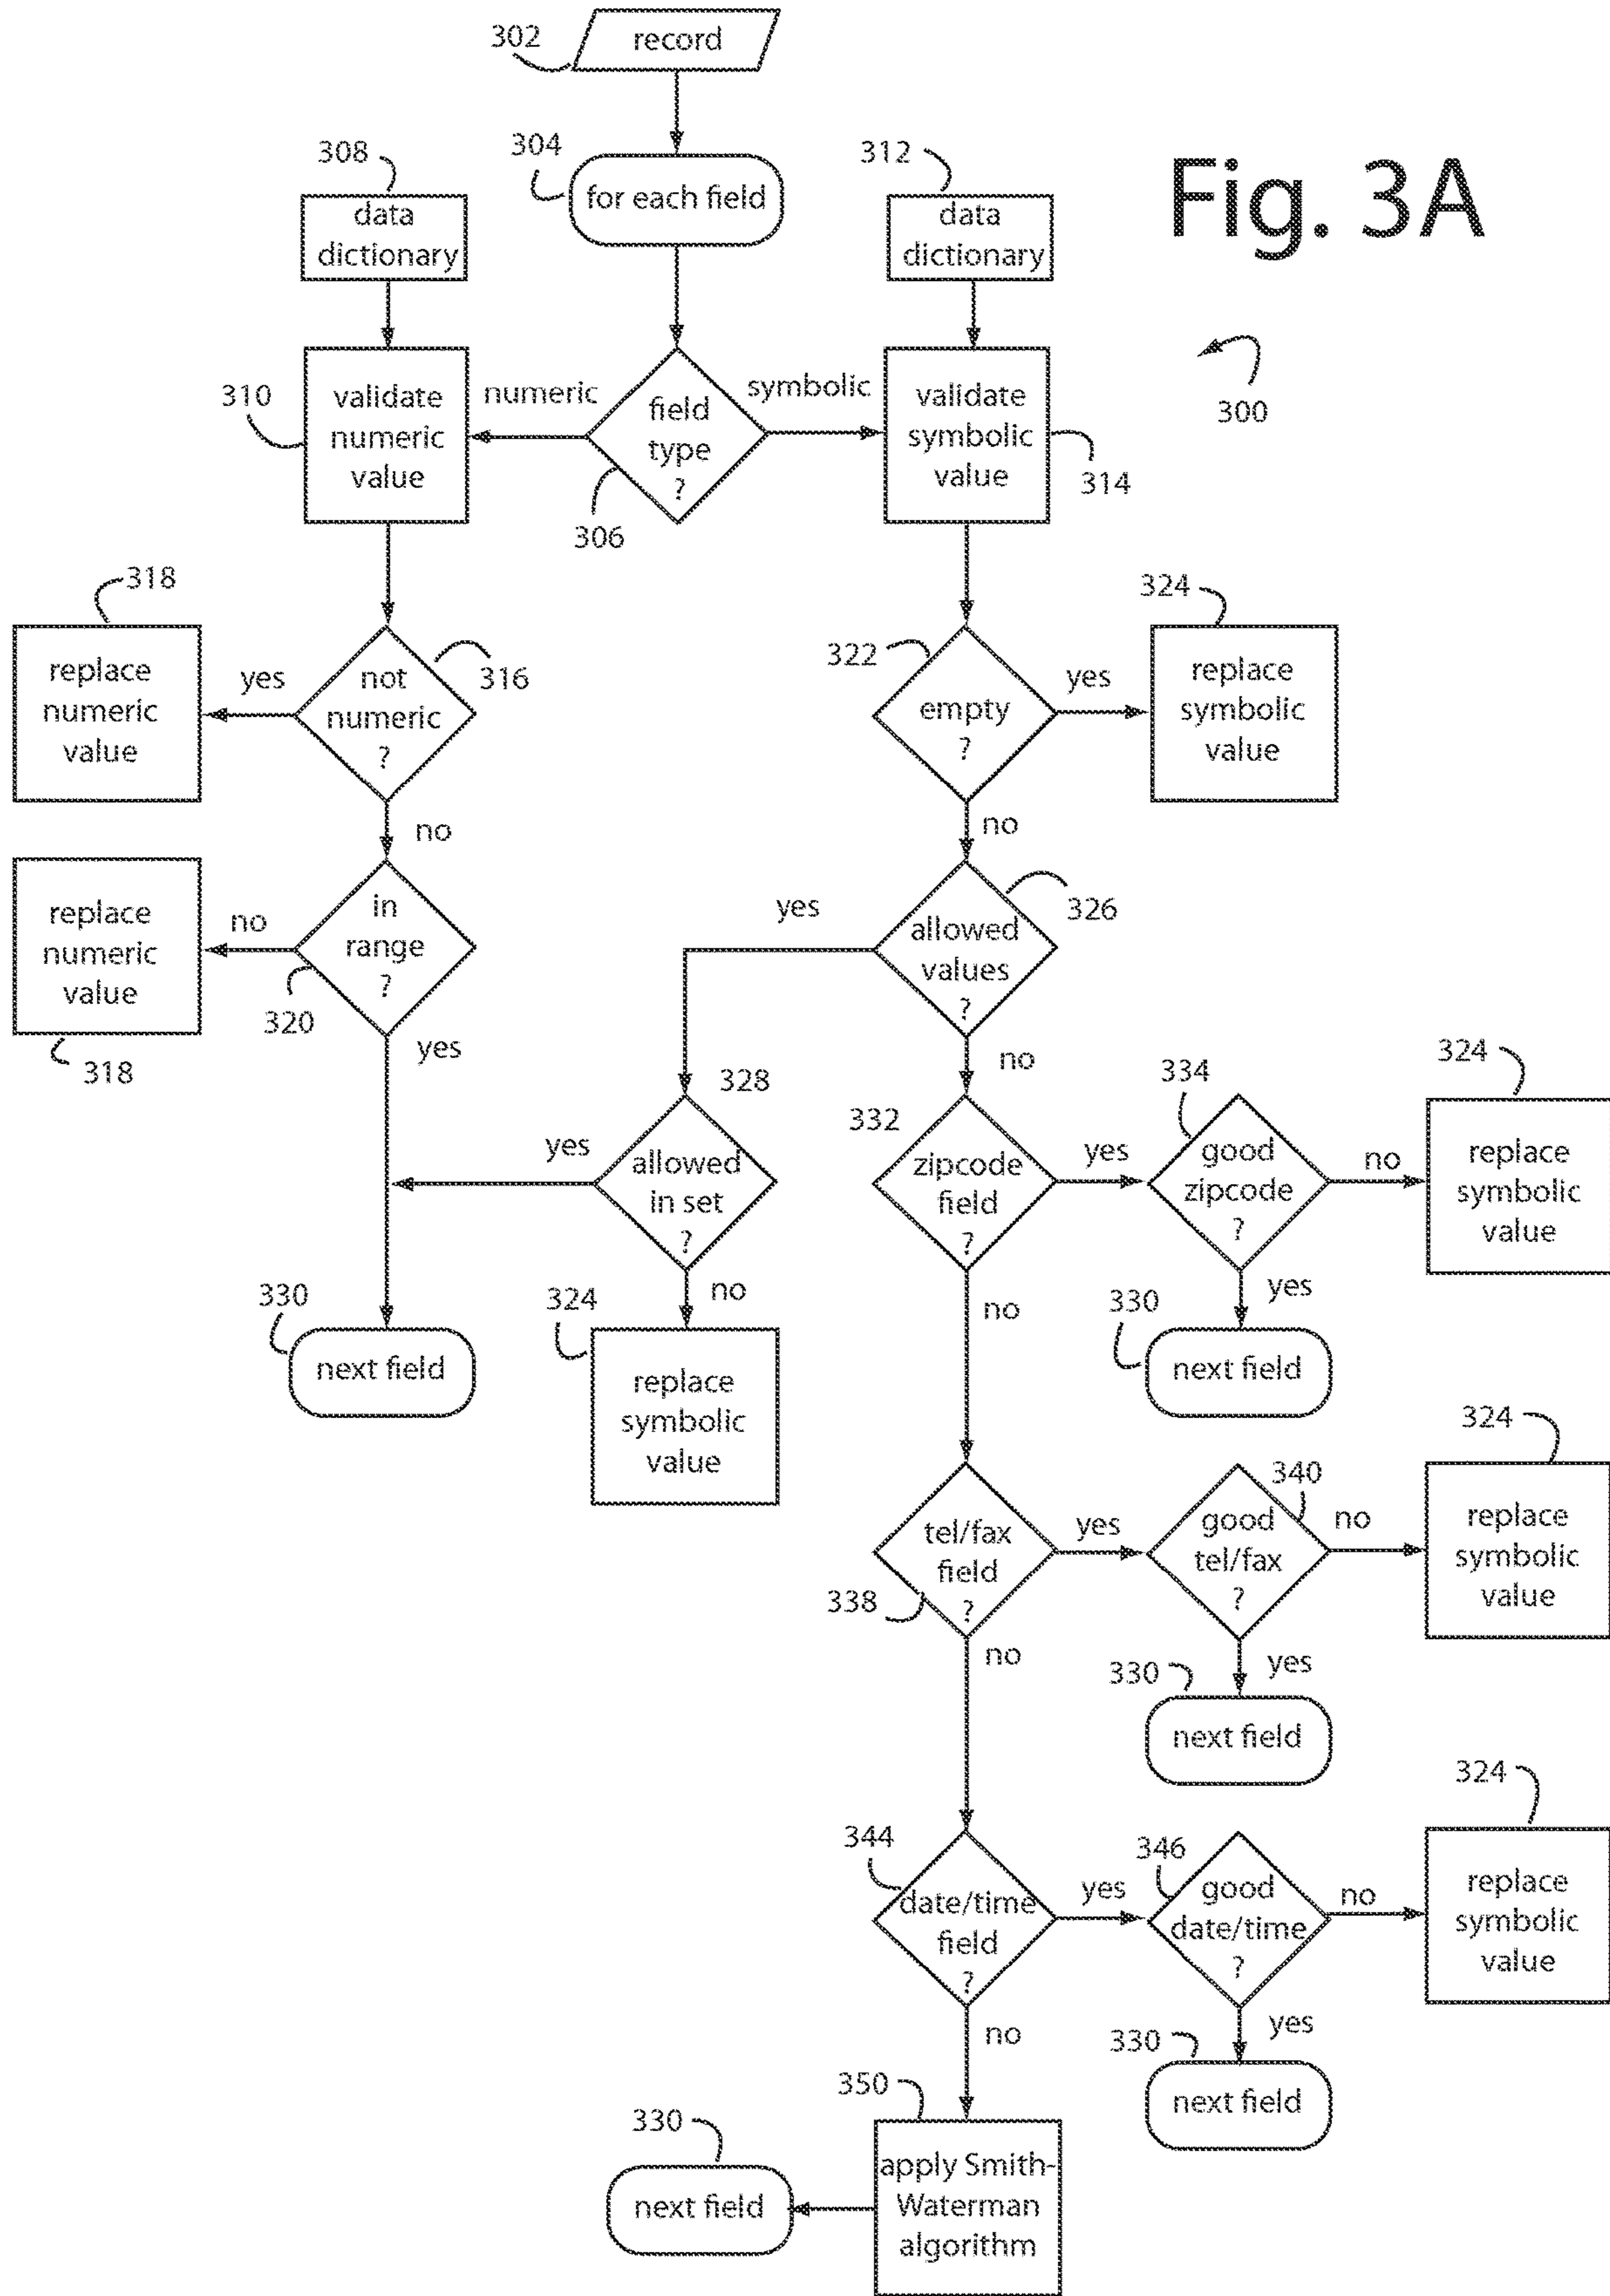 302
record
Fig. 3A
308
304
312
data
dictionary
for each field
data
dictionary
300
310
validate
numeric
value
numeric
field
type
?
306
symbolic
validate
symbolic
value
314
318
replace
numeric
value
yes
not
numeric
?
316
no
322
empty
?
yes
324
replace
symbolic
value
no
replace
numeric
value
318
no
in
range
?
320
yes
yes
allowed
values
?
326
no
328
allowed
in set
?
yes
no
332
zipcode
field
?
yes
334
good
zipcode
?
no
324
replace
symbolic
value
yes
330
next field
330
next field
324
replace
symbolic
value
no
tel/fax
field
?
338
yes
340
good
tel/fax
?
no
324
replace
symbolic
value
yes
330
next field
no
344
date/time
field
?
yes
346
good
date/time
?
no
324
replace
symbolic
value
yes
330
next field
no
350
apply Smith-
Waterman
algorithm
330
next field